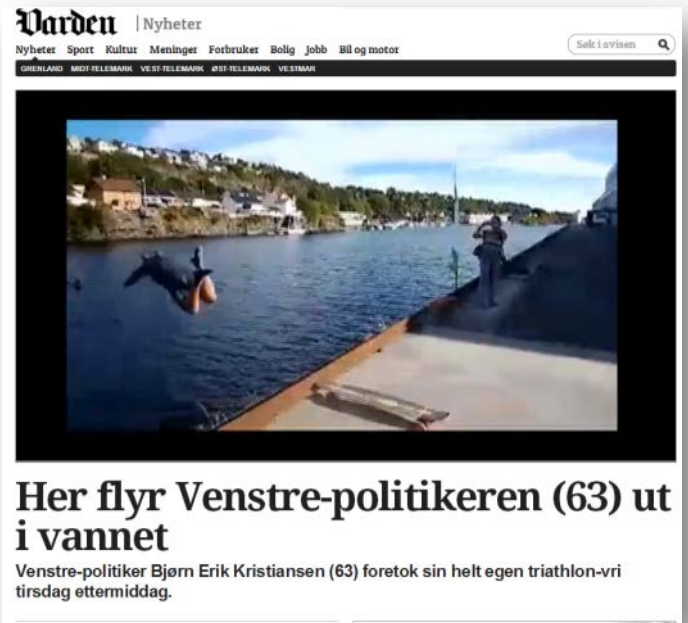 Varden | Nyheter
Nyheter Sport Kultur Meninger Forbruker Bolig Jobb Bil og motor
Søk i avisen
GRENLAND MIDT-TELEMARK VEST-TELEMARK ØST-TELEMARK VESTMAR
Her flyr Venstre-politikeren (63) ut
i vannet
Venstre-politiker Bjørn Erik Kristiansen (63) foretok sin helt egen triathlon-vri
tirsdag ettermiddag.